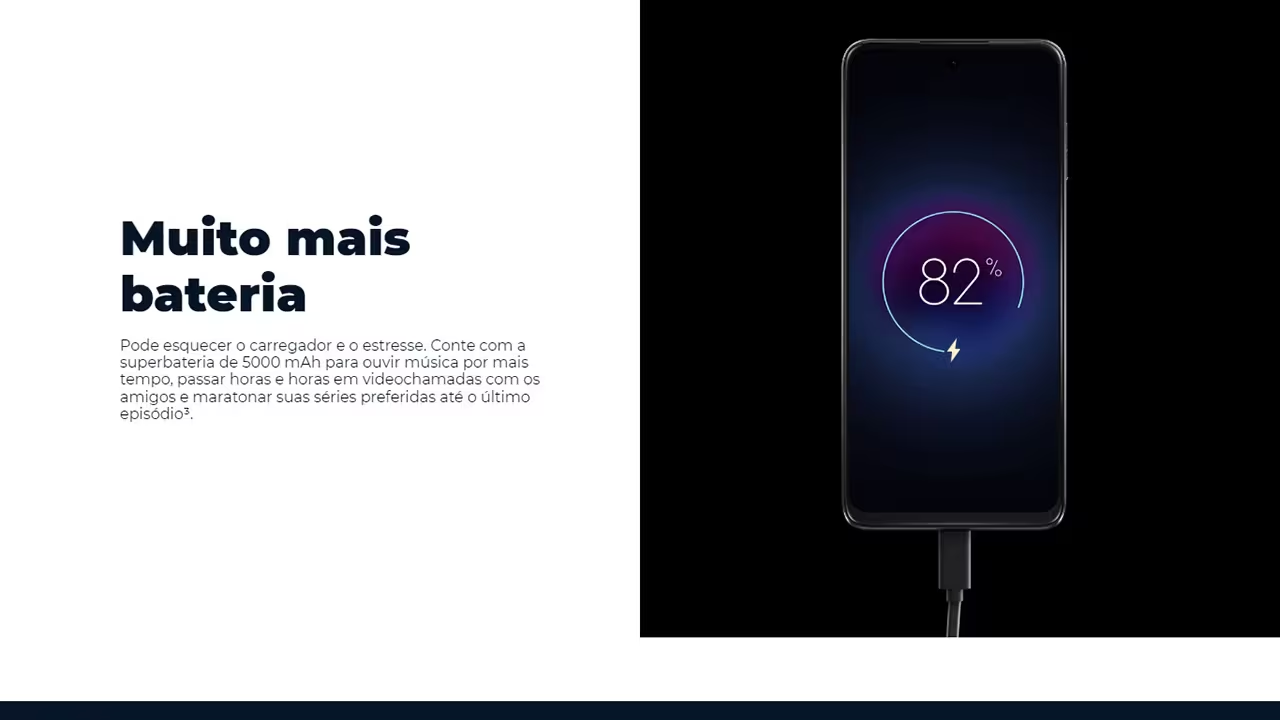 Muito mais
bateria
Pode esquecer o carregador e o estresse. Conte com a
superbateria de 5000 mAh para ouvir música por mais
tempo, passar horas e horas em videochamadas com os
amigos e maratonar suas séries preferidas até o último
episódio³.
82%